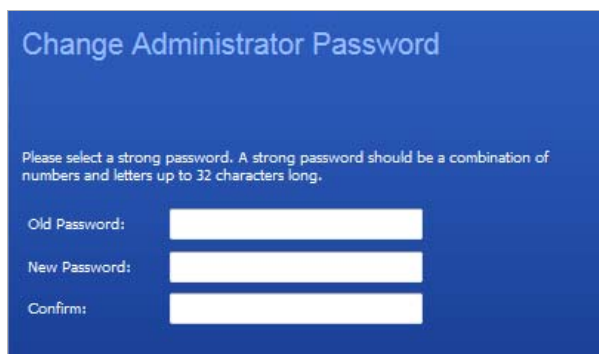 Change Administrator Password
Please select a strong password. A strong password should be a combination of
numbers and letters up to 32 characters long.
Old Password:
New Password:
Confirm: